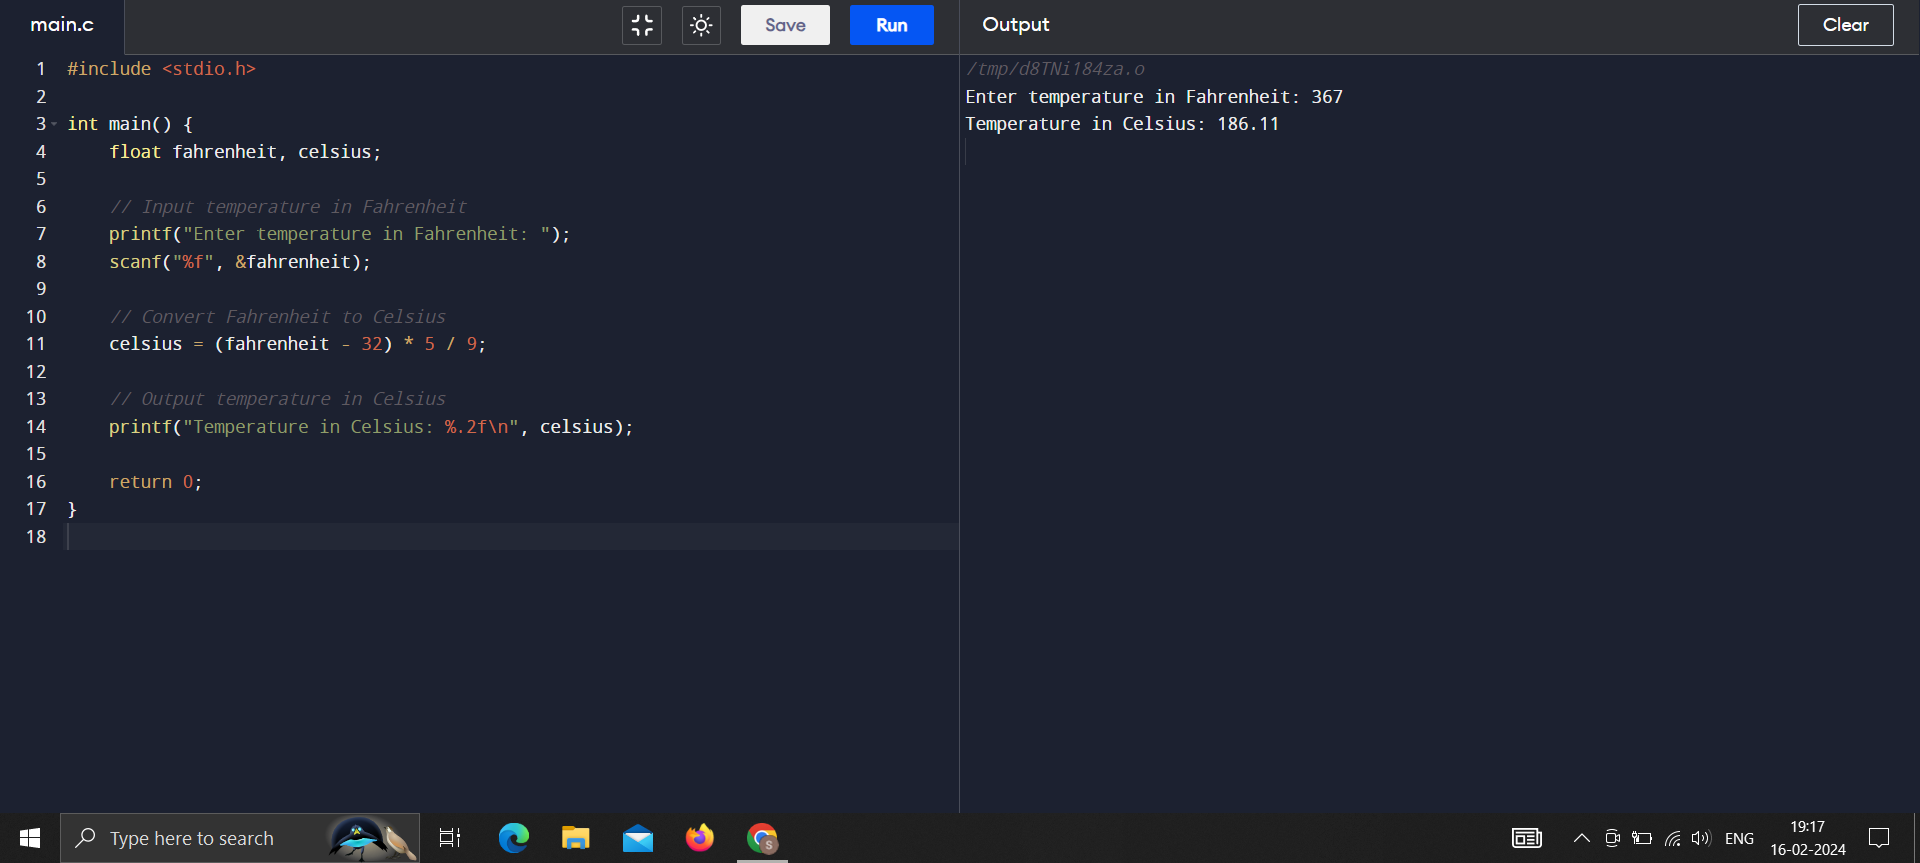 main.c
Save
Run
Output
Clear
1 #include <stdio.h>
2
3 int main() {
4     float fahrenheit, celsius;
5
6     // Input temperature in Fahrenheit
7     printf("Enter temperature in Fahrenheit: ");
8     scanf("%f", &fahrenheit);
9
10     // Convert Fahrenheit to Celsius
11     celsius = (fahrenheit - 32) * 5 / 9;
12
13     // Output temperature in Celsius
14     printf("Temperature in Celsius: %.2f\n", celsius);
15
16     return 0;
17 }
18
/tmp/d8TNi184za.o
Enter temperature in Fahrenheit: 367
Temperature in Celsius: 186.11
Type here to search
S
ENG
19:17
16-02-2024